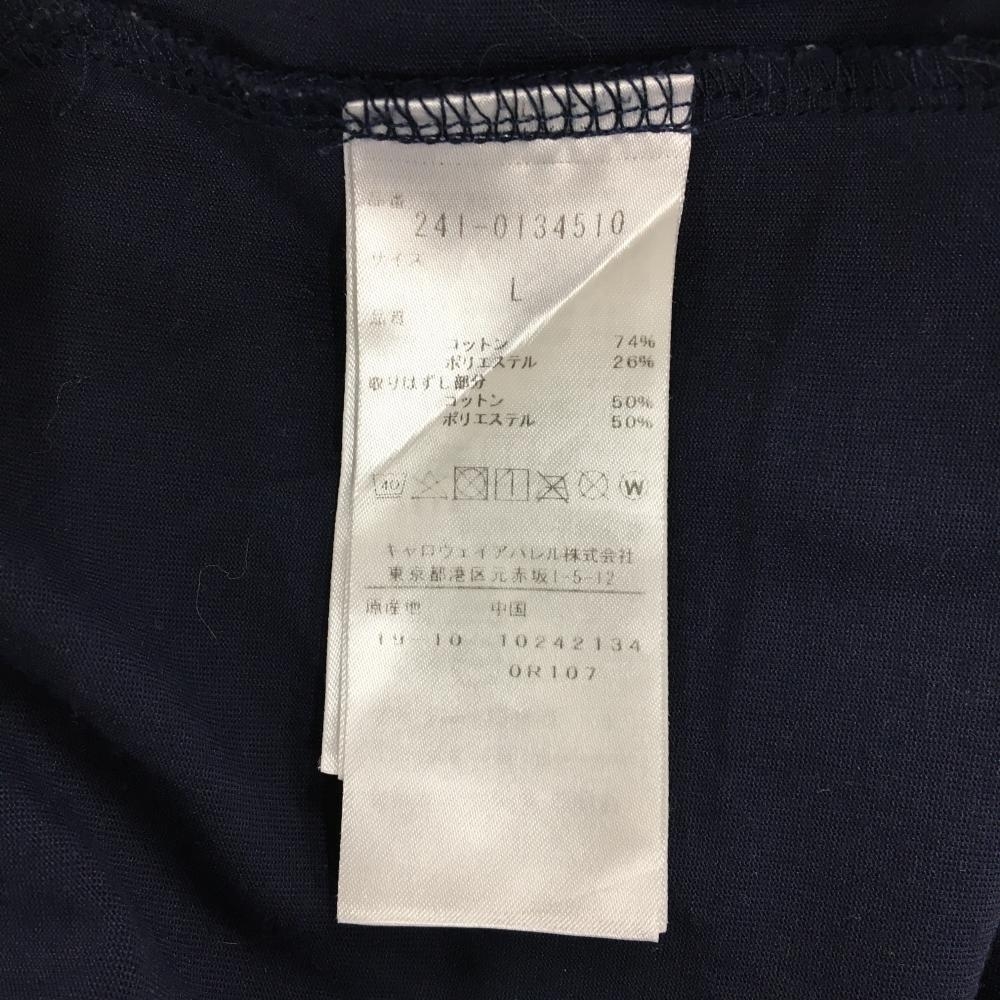 品番
241-0134510
サイズ
L
品質
コットン 74%
ポリエステル 26%
取りはずし部分
コットン 50%
ポリエステル 50%
40 W
キャロウェイアパレル株式会社
東京都港区元赤坂1-5-12
原産地 中国
19-10 10242134
0R107